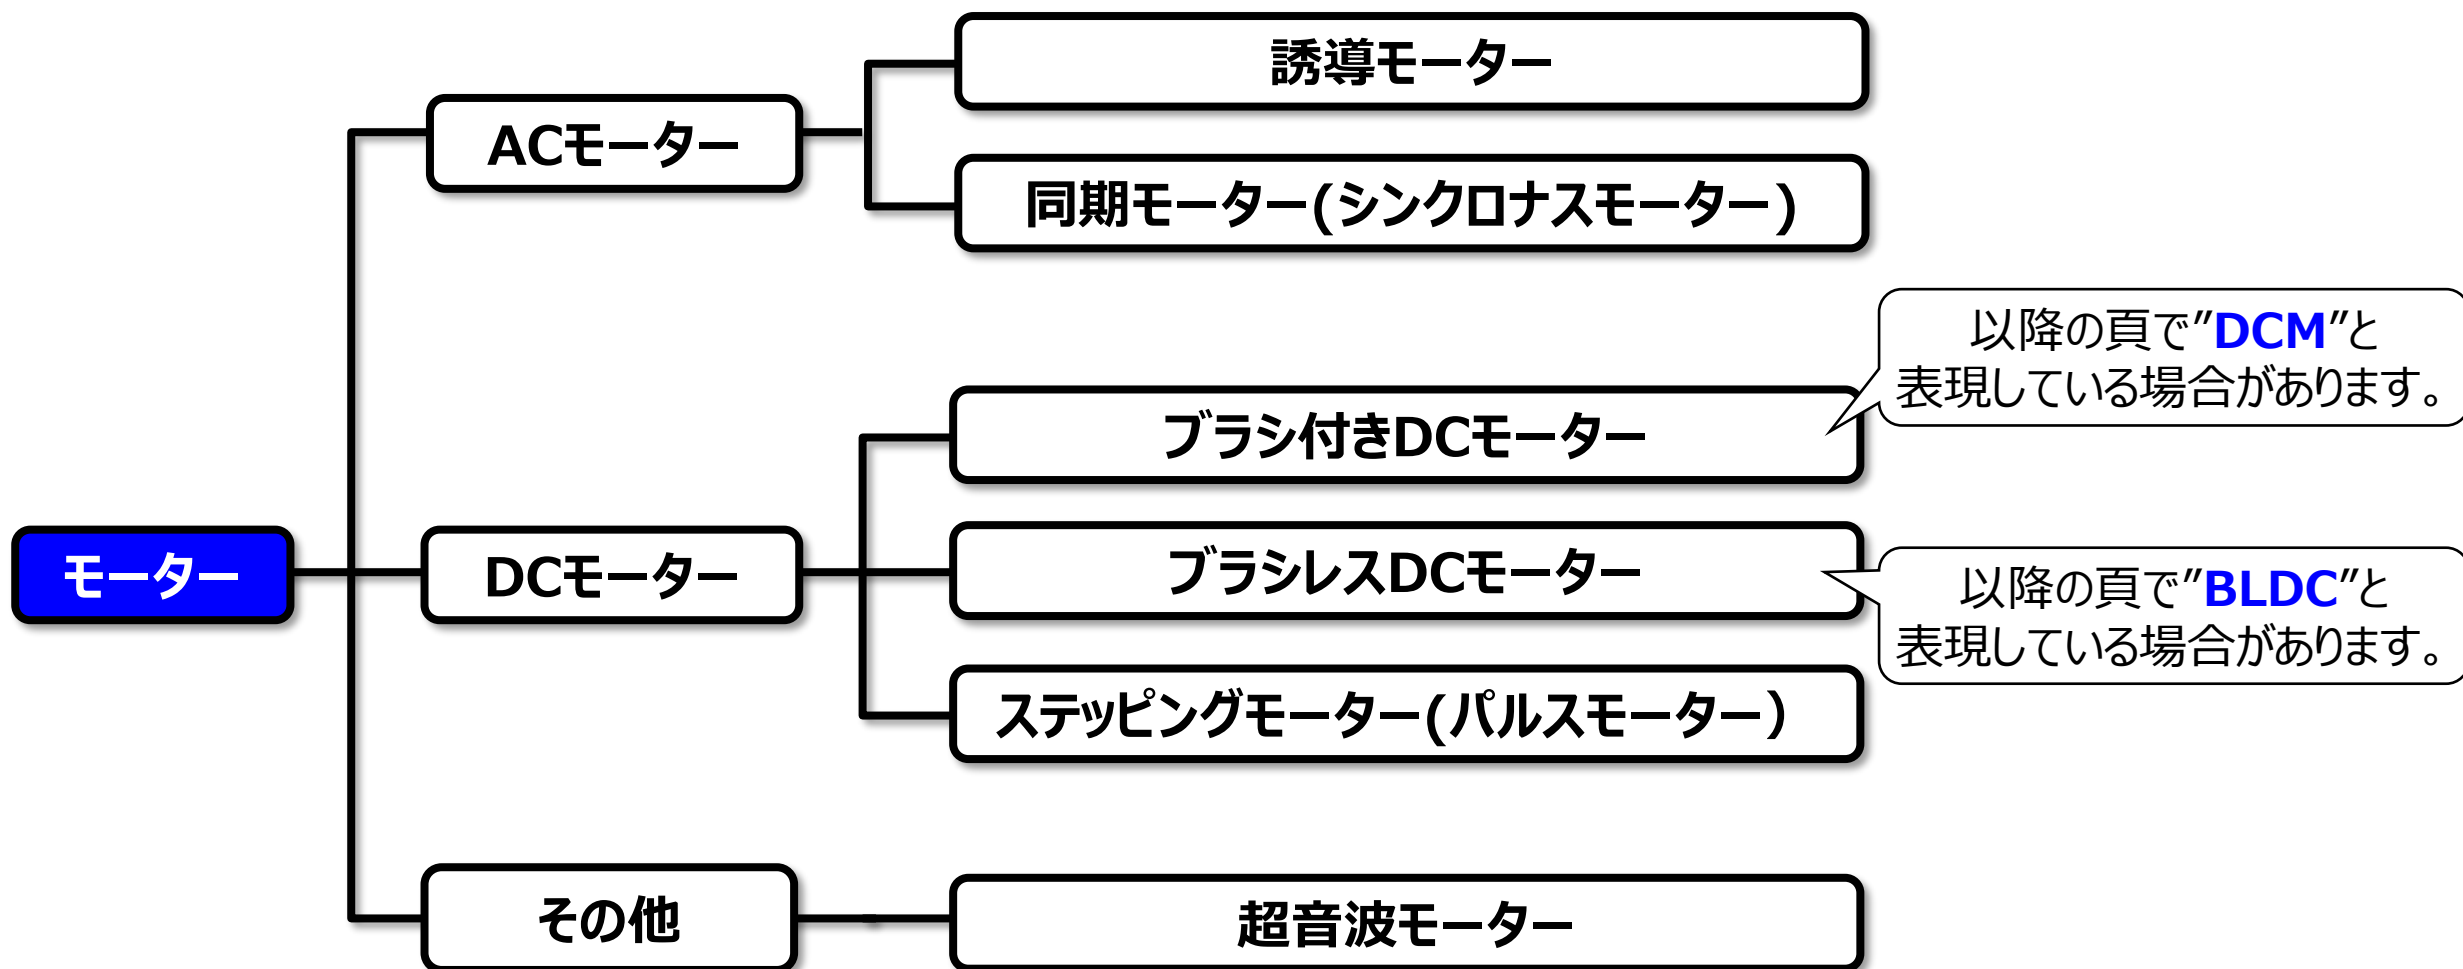 誘導モーター
ACモーター
同期モーター(シンクロナスモーター)
以降の頁で"DCM"と
表現している場合があります。
ブラシ付きDCモーター
モーター
DCモーター
ブラシレスDCモーター
以降の頁で"BLDC"と
表現している場合があります。
ステッピングモーター(パルスモーター)
その他
超音波モーター